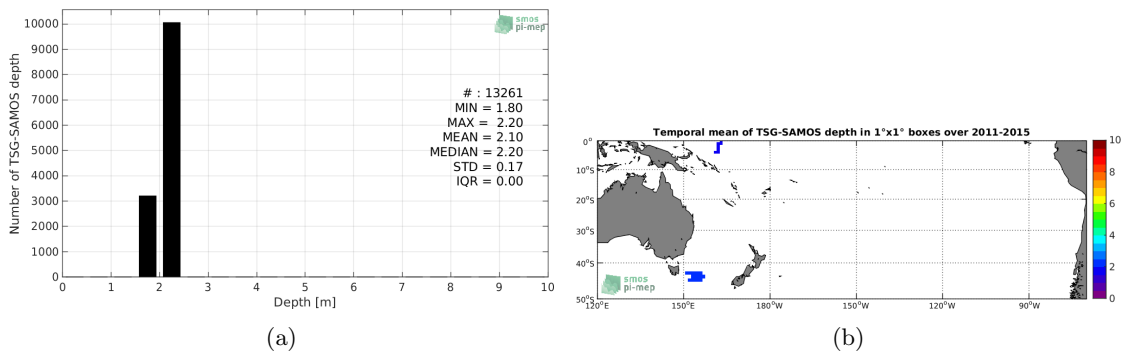 10000
9000
8000
7000
6000
5000
4000
3000
2000
1000
0
Number of TSG-SAMOS depth
smos
pi-mep
# : 13261
MIN = 1.80
MAX = 2.20
MEAN = 2.10
MEDIAN = 2.20
STD = 0.17
IQR = 0.00
0 1 2 3 4 5 6 7 8 9 10
Depth [m]
(a)
Temporal mean of TSG-SAMOS depth in 1°x1° boxes over 2011-2015
0°
10°S
20°S
30°S
40°S
50°S
smos
pi-mep
120°E 150°E 180°W 150°W 120°W 90°W
10
8
6
4
2
0
(b)